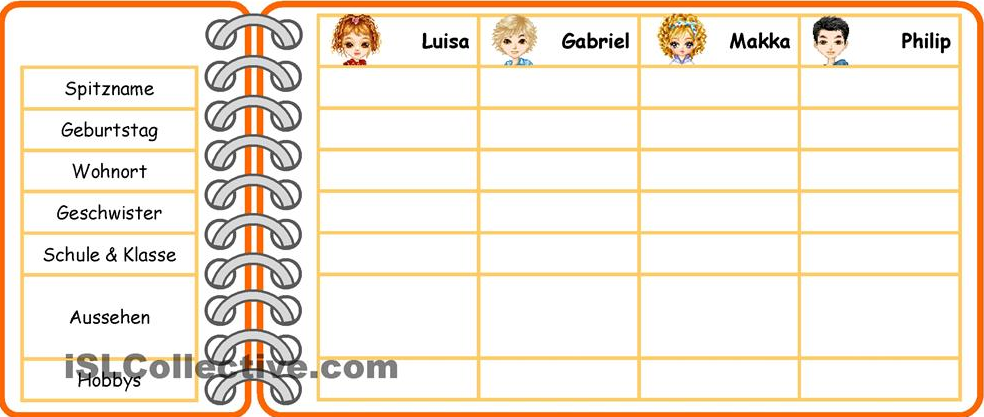 Luisa Gabriel Makka Philip
Spitzname
Geburtstag
Wohnort
Geschwister
Schule & Klasse
Aussehen
iSLCollective.com
Hobbys